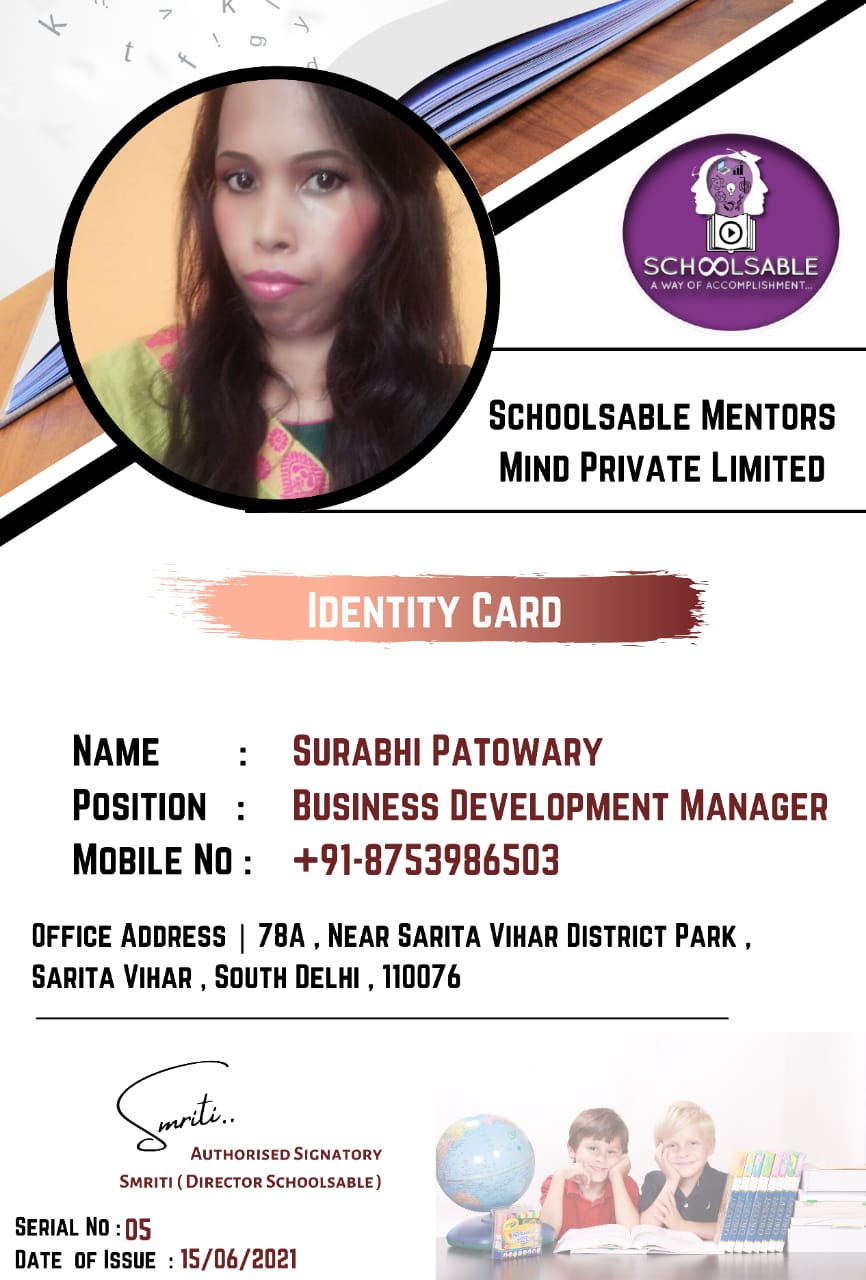 SCHOOLSABLE
A WAY OF ACCOMPLISHMENT...
SCHOOLSABLE MENTORS
MIND PRIVATE LIMITED
IDENTITY CARD
NAME : SURABHI PATOWARY
POSITION : BUSINESS DEVELOPMENT MANAGER
MOBILE NO : +91-8753986503
OFFICE ADDRESS | 78A , NEAR SARITA VIHAR DISTRICT PARK ,
SARITA VIHAR , SOUTH DELHI , 110076
Smriti..
AUTHORISED SIGNATORY
SMRITI ( DIRECTOR SCHOOLSABLE )
SERIAL NO : 05
DATE OF ISSUE : 15/06/2021